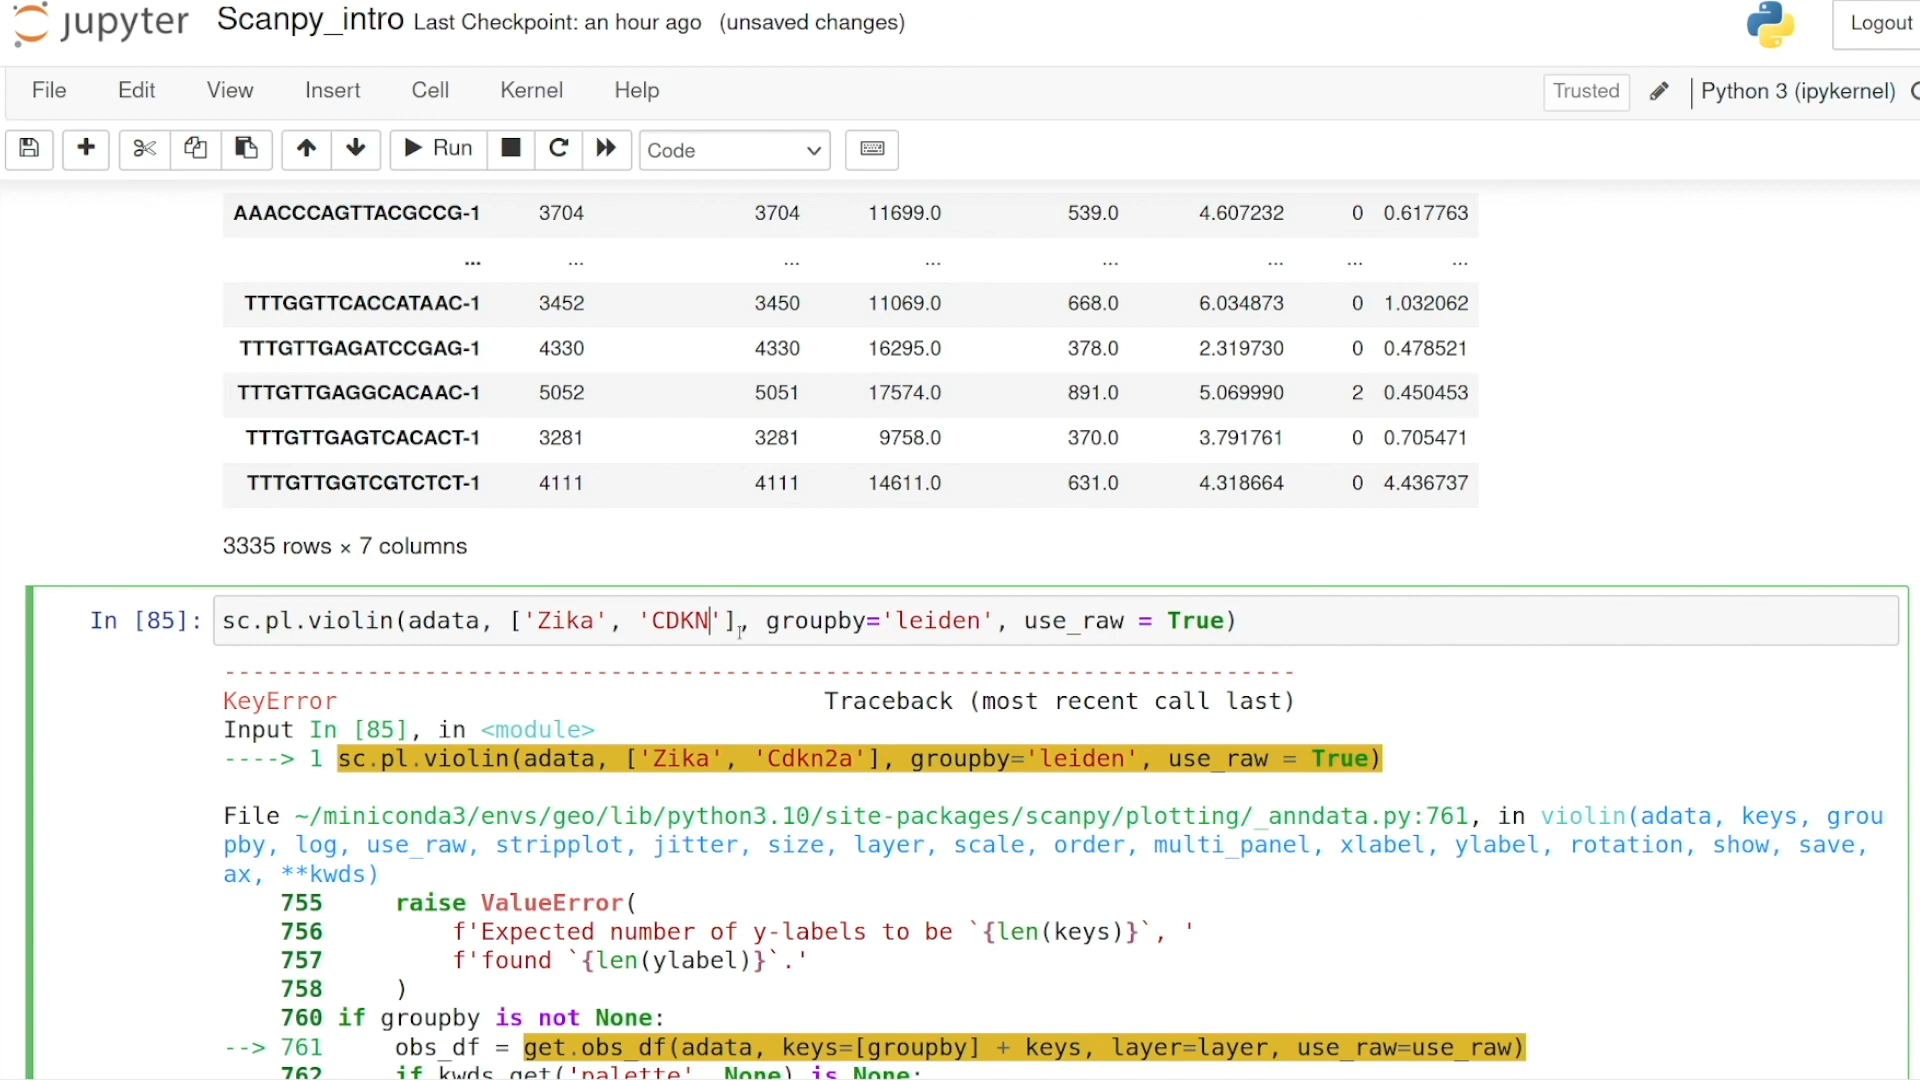 jupyter Scanpy_intro Last Checkpoint: an hour ago (unsaved changes)
Logout
File Edit View Insert Cell Kernel Help
Trusted Python 3 (ipykernel)
Run Code
AAACCCAGTTACGCCG-1 3704 3704 11699.0 539.0 4.607232 0 0.617763
... ... ... ... ... ... ... ...
TTTGGTTCACCATAAC-1 3452 3450 11069.0 668.0 6.034873 0 1.032062
TTTGTTGAGATCCGAG-1 4330 4330 16295.0 378.0 2.319730 0 0.478521
TTTGTTGAGGCACAAC-1 5052 5051 17574.0 891.0 5.069990 2 0.450453
TTTGTTGAGTCACACT-1 3281 3281 9758.0 370.0 3.791761 0 0.705471
TTTGTTGGTCGTCTCT-1 4111 4111 14611.0 631.0 4.318664 0 4.436737
3335 rows × 7 columns
In [85]: sc.pl.violin(adata, ['Zika', 'CDKN'], groupby='leiden', use_raw = True)
---------------------------------------------------------------------------
KeyError Traceback (most recent call last)
Input In [85], in <module>
----> 1 sc.pl.violin(adata, ['Zika', 'Cdkn2a'], groupby='leiden', use_raw = True)
File ~/miniconda3/envs/geo/lib/python3.10/site-packages/scanpy/plotting/_anndata.py:761, in violin(adata, keys, grou
pby, log, use_raw, stripplot, jitter, size, layer, scale, order, multi_panel, xlabel, ylabel, rotation, show, save,
ax, **kwds)
755 raise ValueError(
756 f'Expected number of y-labels to be `{len(keys)}`, '
757 f'found `{len(ylabel)}`.'
758 )
760 if groupby is not None:
--> 761 obs_df = get.obs_df(adata, keys=[groupby] + keys, layer=layer, use_raw=use_raw)
762 if kwds.get('palette', None) is None: